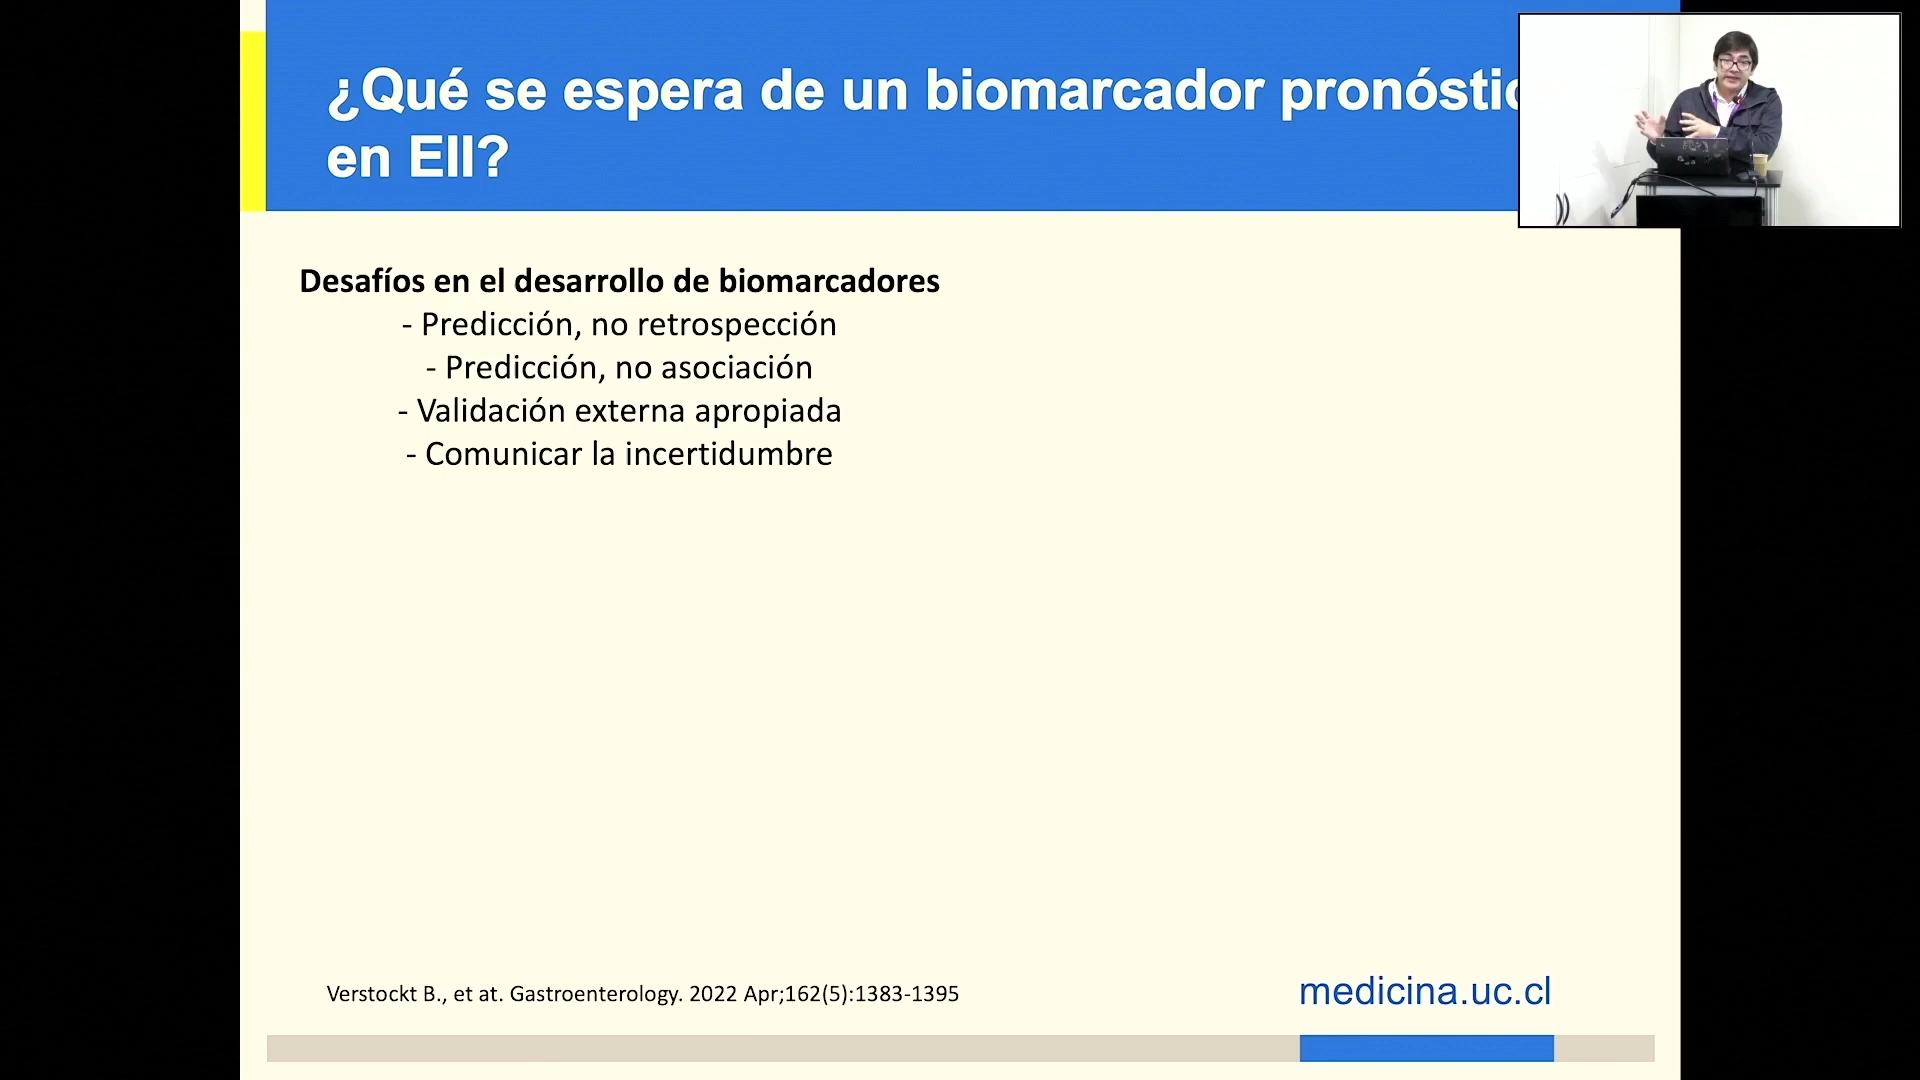 ¿Qué se espera de un biomarcador
en EII?
Desafíos en el desarrollo de biomarcadores
- Predicción, no retrospección
- Predicción, no asociación
- Validación externa apropiada
- Comunicar la incertidumbre
Verstockt B., et at. Gastroenterology. 2022 Apr;162(5):1383-1395
medicina.uc.cl